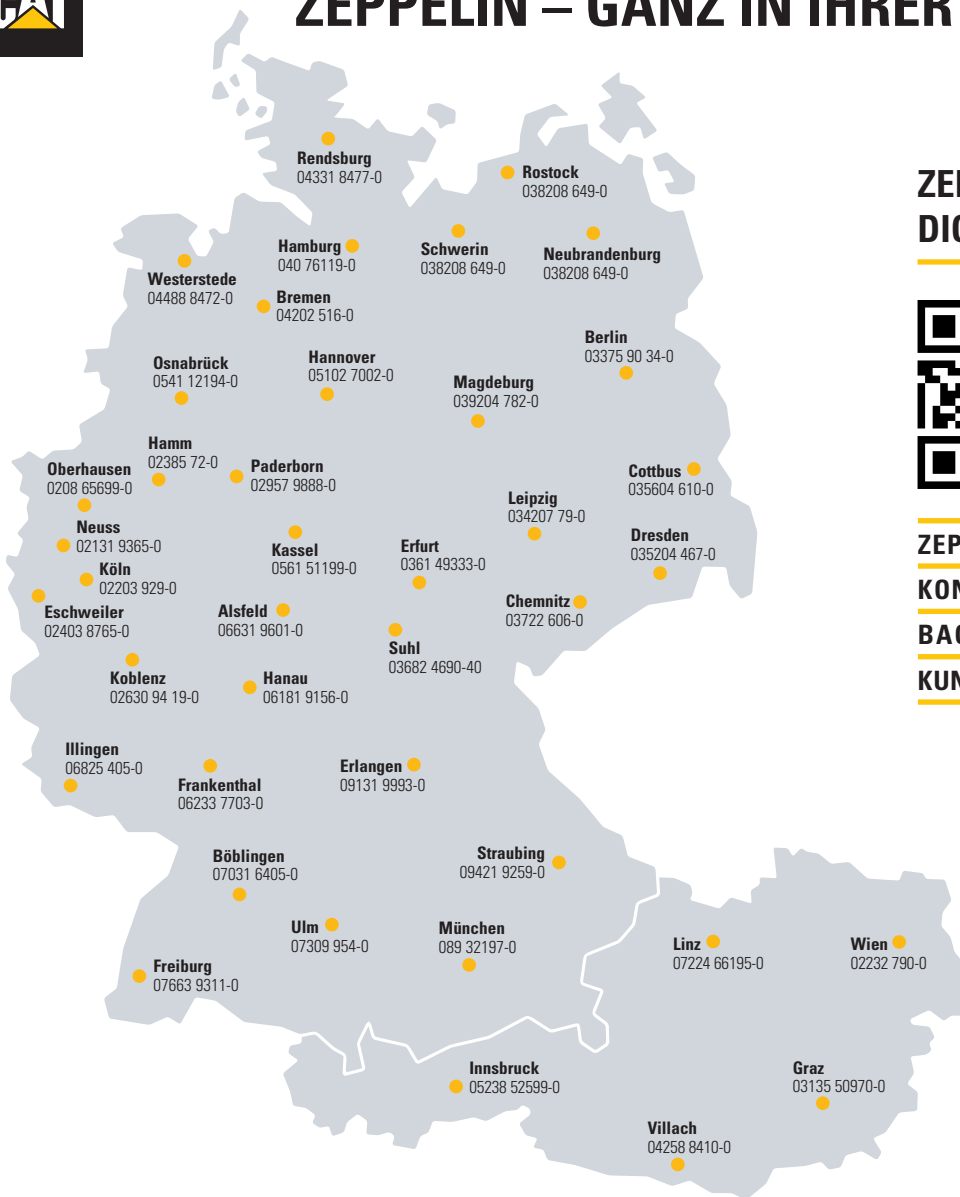 ZEPPELIN – GANZ IN IHRER
Rendsburg
04331 8477-0
Rostock
038208 649-0
Hamburg
040 76119-0
Schwerin
038208 649-0
Neubrandenburg
038208 649-0
Westerstede
04488 8472-0
Bremen
04202 516-0
Berlin
03375 90 34-0
Osnabrück
0541 12194-0
Hannover
05102 7002-0
Magdeburg
039204 782-0
Hamm
02385 72-0
Oberhausen
0208 65699-0
Paderborn
02957 9888-0
Cottbus
035604 610-0
Leipzig
034207 79-0
Neuss
02131 9365-0
Kassel
0561 51199-0
Erfurt
0361 49333-0
Dresden
035204 467-0
Köln
02203 929-0
Eschweiler
02403 8765-0
Alsfeld
06631 9601-0
Chemnitz
03722 606-0
Suhl
03682 4690-40
Koblenz
02630 94 19-0
Hanau
06181 9156-0
Illingen
06825 405-0
Frankenthal
06233 7703-0
Erlangen
09131 9993-0
Böblingen
07031 6405-0
Straubing
09421 9259-0
Ulm
07309 954-0
München
089 32197-0
Freiburg
07663 9311-0
Linz
07224 66195-0
Wien
02232 790-0
Innsbruck
05238 52599-0
Graz
03135 50970-0
Villach
04258 8410-0